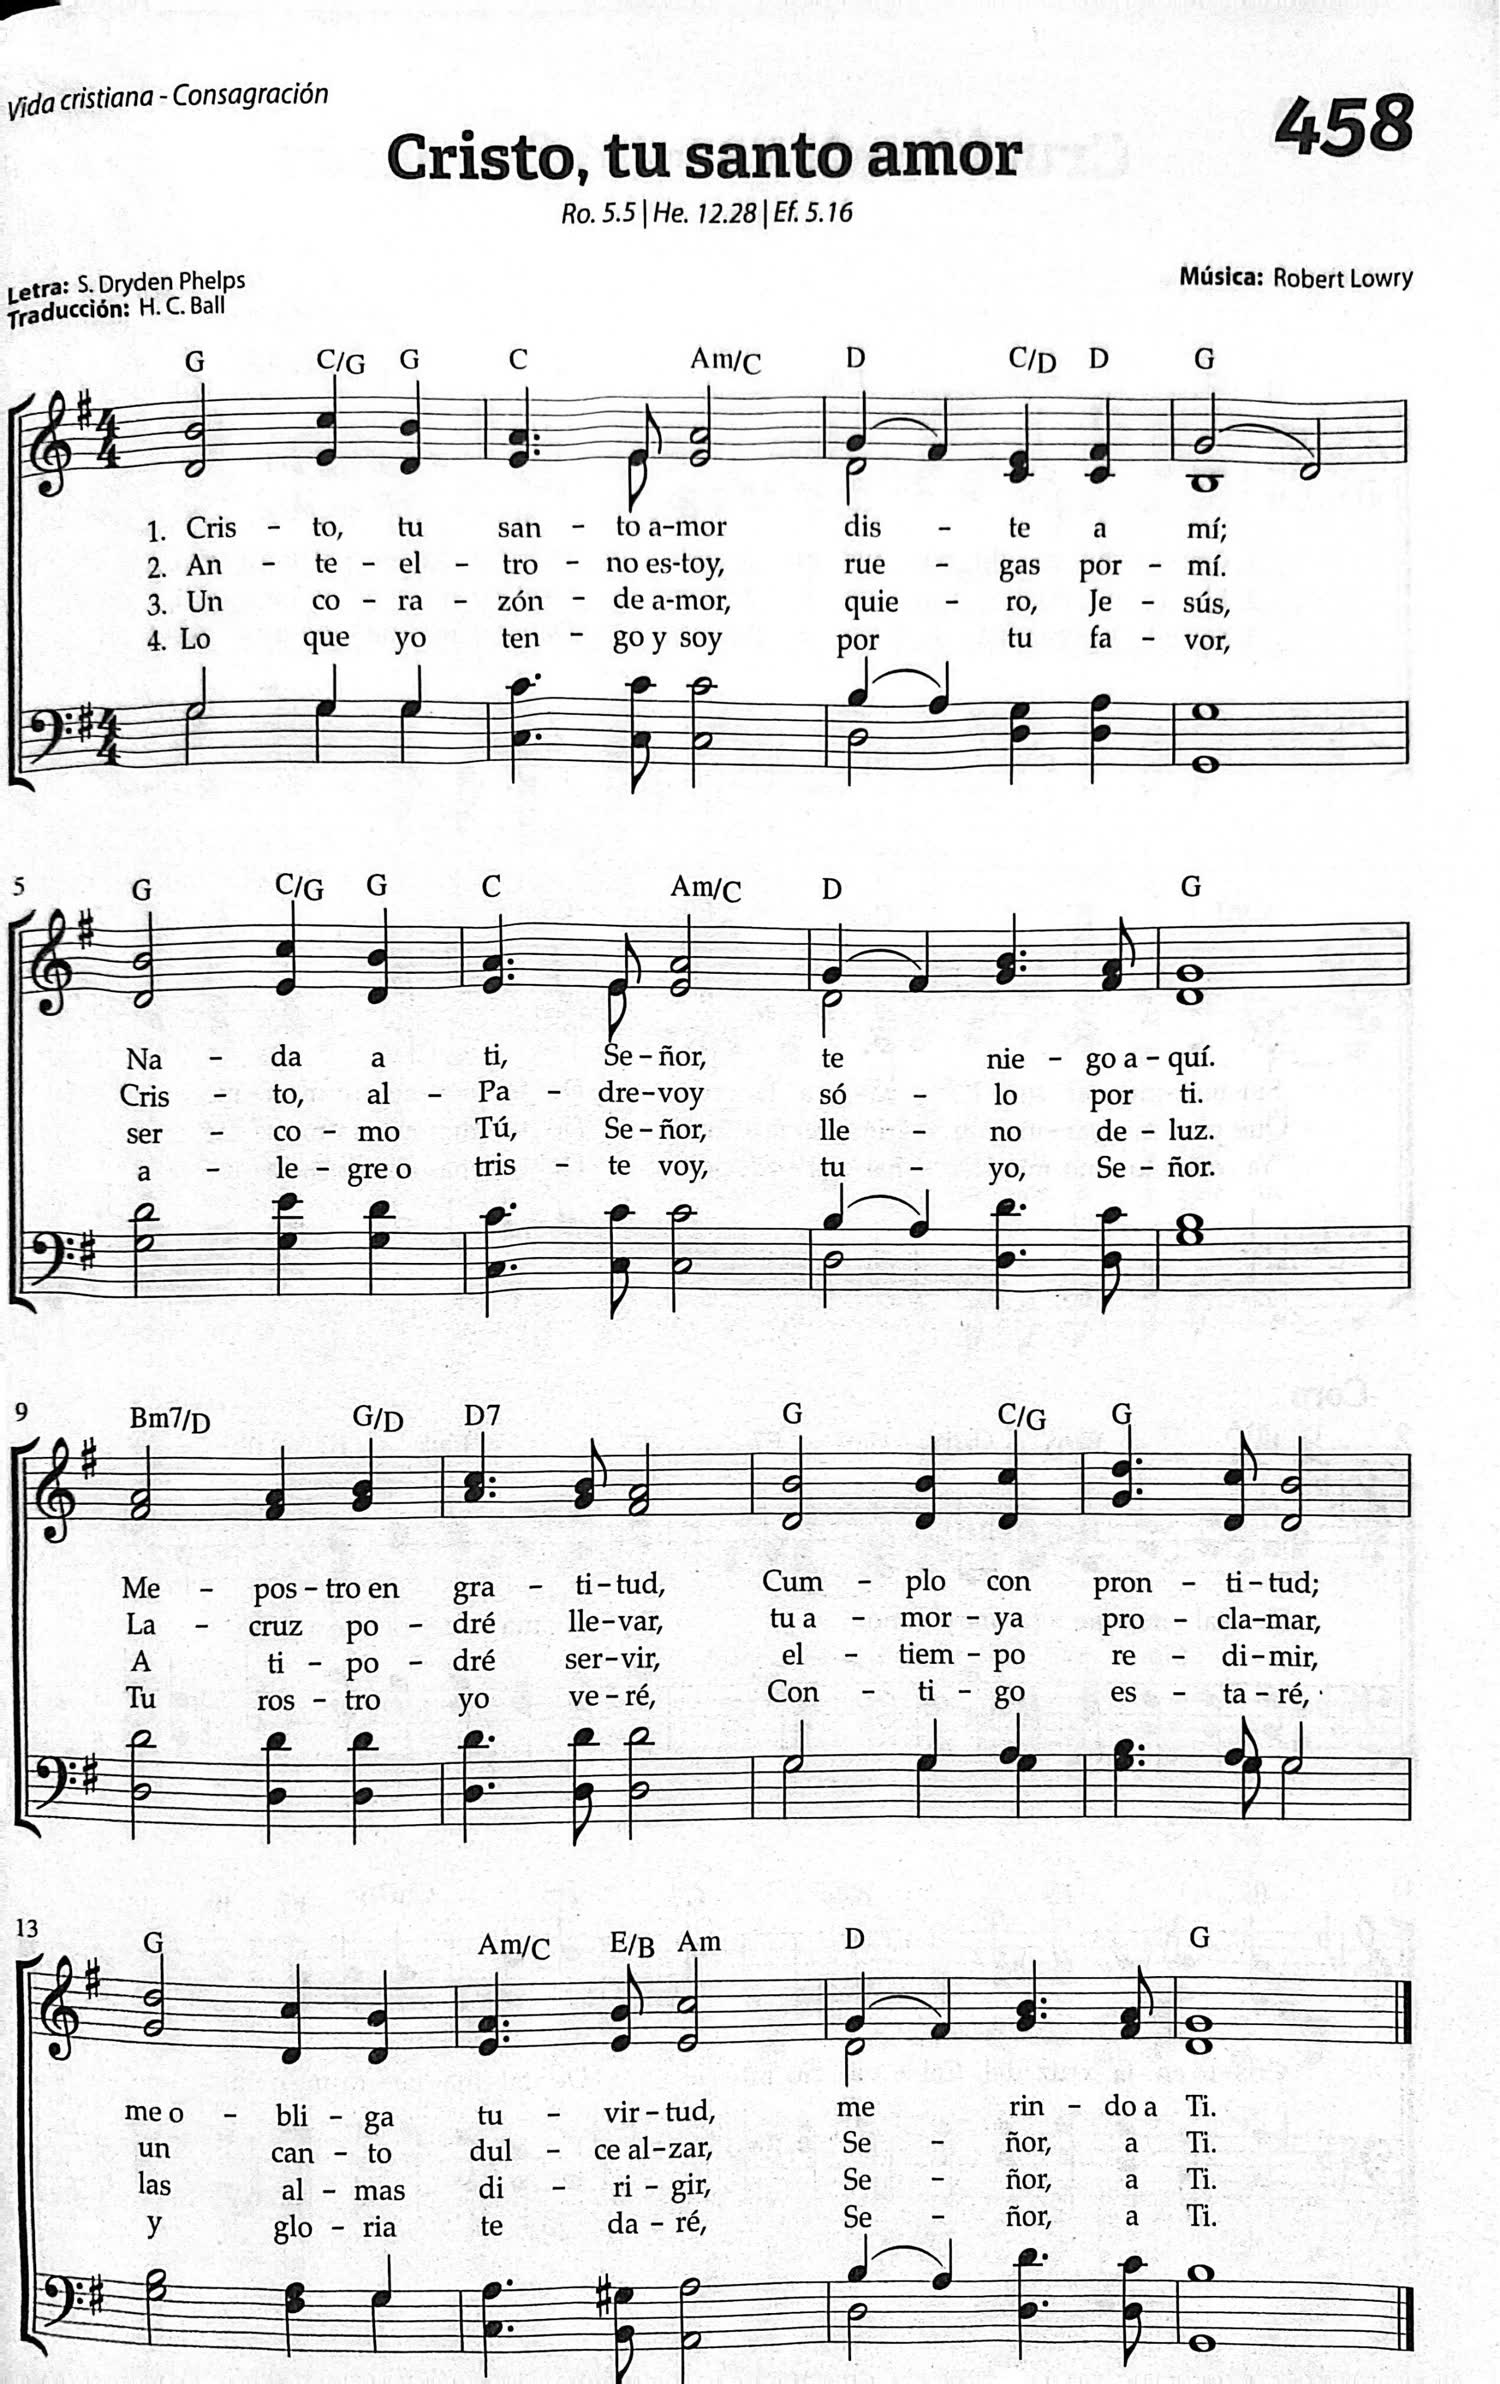 Vida cristiana - Consagración
458
Cristo, tu santo amor
Ro. 5.5 | He. 12.28 | Ef. 5.16
Letra: S. Dryden Phelps
Traducción: H. C. Ball
Música: Robert Lowry
G C/G G C Am/C D C/D D G
1. Cris - to, tu san - to a-mor dis - te a mí;
2. An - te - el - tro - no es-toy, rue - gas por - mí.
3. Un co - ra - zón - de a-mor, quie - ro, Je - sús,
4. Lo que yo ten - go y soy por tu fa - vor,
5
G C/G G C Am/C D G
Na - da a ti, Se-ñor, te nie - go a-quí.
Cris - to, al - Pa - dre-voy só - lo por ti.
ser - co - mo Tú, Se-ñor, lle - no de - luz.
a - le - gre o tris - te voy, tu - yo, Se - ñor.
9
Bm7/D G/D D7 G C/G G
Me - pos - tro en gra - ti-tud, Cum - plo con pron - ti-tud;
La - cruz po - dré lle-var, tu a - mor - ya pro - cla-mar,
A ti - po - dré ser-vir, el - tiem - po re - di-mir,
Tu ros - tro yo ve-ré, Con - ti - go es - ta-ré,
13
G Am/C E/B Am D G
me o - bli - ga tu - vir-tud, me rin - do a Ti.
un can - to dul - ce al-zar, Se - ñor, a Ti.
las al - mas di - ri - gir, Se - ñor, a Ti.
y glo - ria te da - ré, Se - ñor, a Ti.